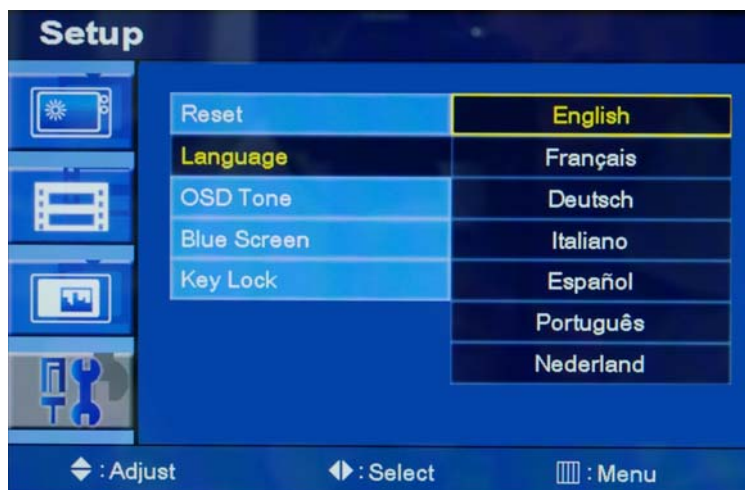 Setup
Reset
Language
OSD Tone
Blue Screen
Key Lock
English
Français
Deutsch
Italiano
Español
Português
Nederland
: Adjust
: Select
: Menu